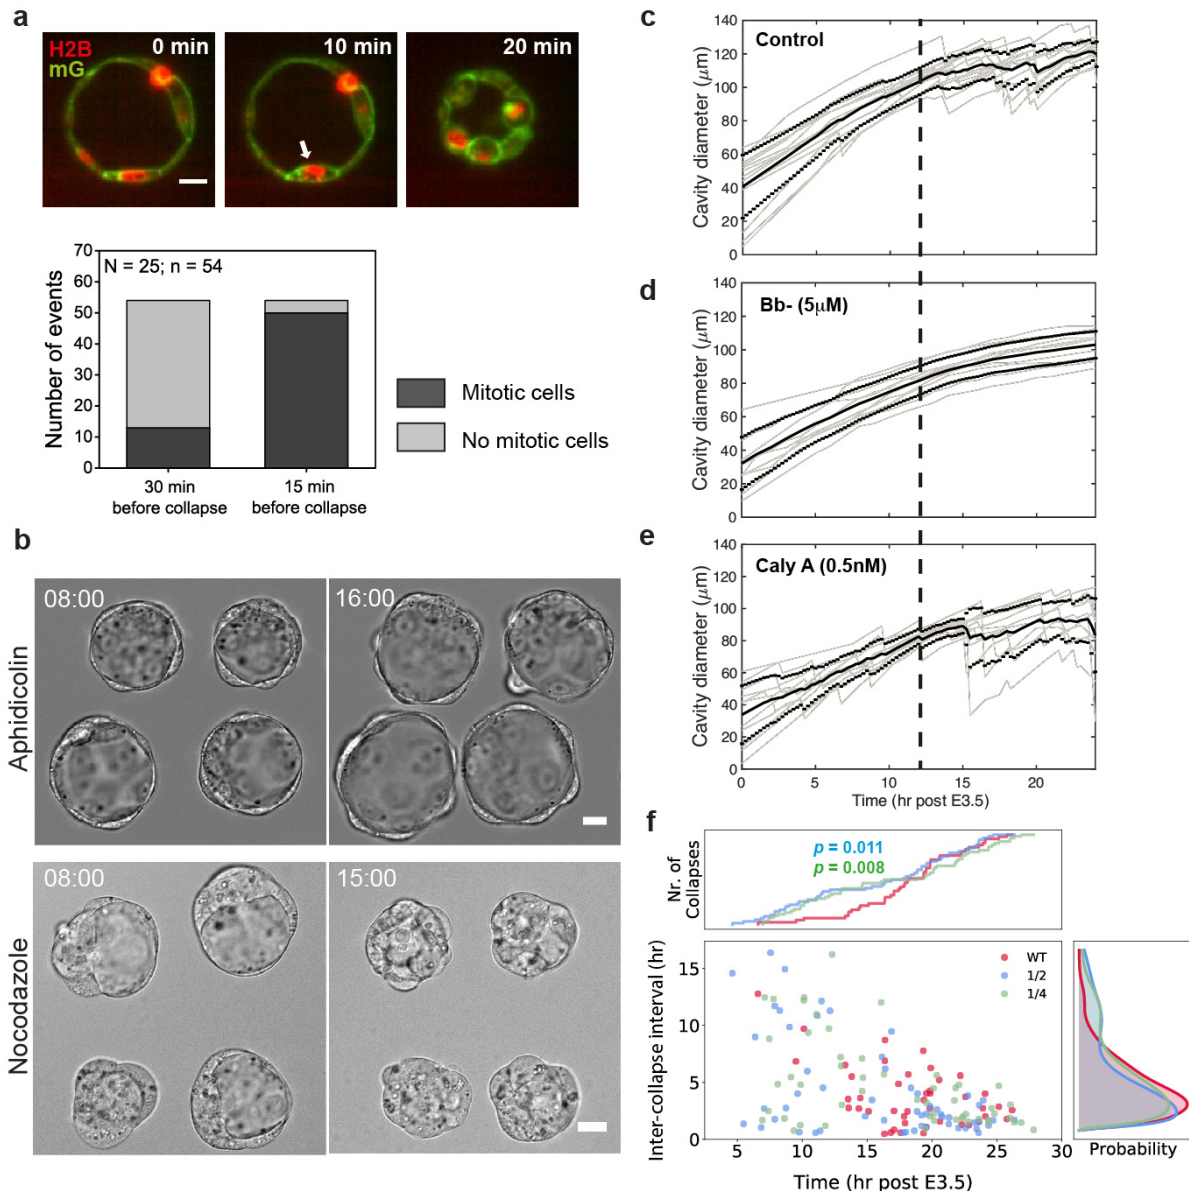 a
H2B
mG
0 min
10 min
20 min
70
60
50
40
30
20
10
0
Number of events
N = 25; n = 54
30 min
before collapse
15 min
before collapse
Mitotic cells
No mitotic cells
b
Aphidicolin
08:00
16:00
Nocodazole
08:00
15:00
c
Control
Cavity diameter (μm)
140
120
100
80
60
40
20
0
d
Bb- (5μM)
Cavity diameter (μm)
140
120
100
80
60
40
20
0
e
Caly A (0.5nM)
Cavity diameter (μm)
140
120
100
80
60
40
20
0
0 5 10 15 20
Time (hr post E3.5)
f
Nr. of
Collapses
p = 0.011
p = 0.008
Inter-collapse interval (hr)
15
10
5
0
WT
1/2
1/4
5 10 15 20 25 30
Time (hr post E3.5)
Probability